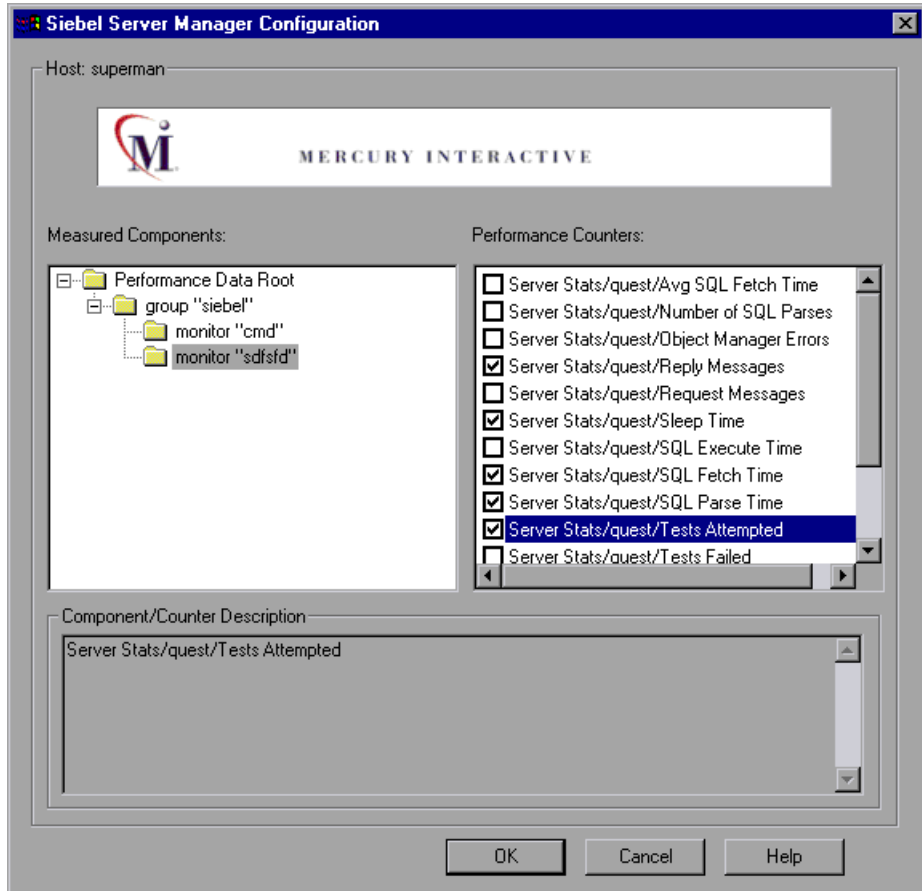 Siebel Server Manager Configuration
Host: superman
M
MERCURY INTERACTIVE
Measured Components:
Performance Data Root
group "siebel"
monitor "cmd"
monitor "sdfsfd"
Performance Counters:
Server Stats/quest/Avg SQL Fetch Time
Server Stats/quest/Number of SQL Parses
Server Stats/quest/Object Manager Errors
Server Stats/quest/Reply Messages
Server Stats/quest/Request Messages
Server Stats/quest/Sleep Time
Server Stats/quest/SQL Execute Time
Server Stats/quest/SQL Fetch Time
Server Stats/quest/SQL Parse Time
Server Stats/quest/Tests Attempted
Server Stats/quest/Tests Failed
Component/Counter Description
Server Stats/quest/Tests Attempted
OK
Cancel
Help